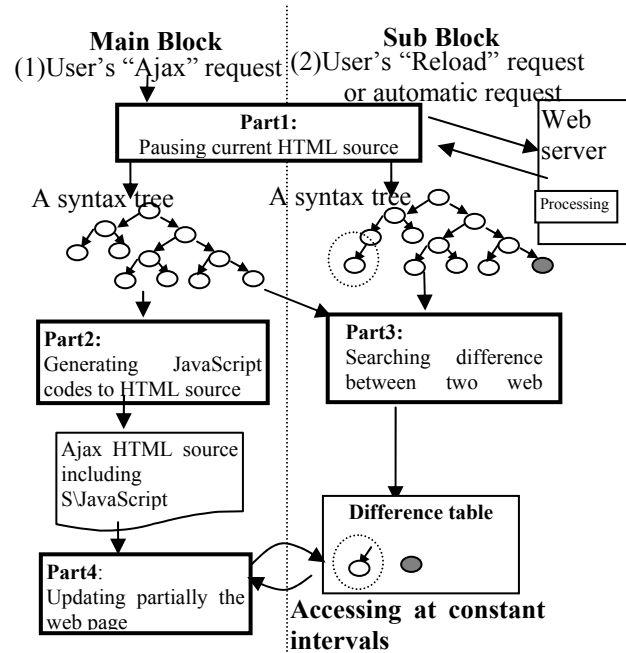 Main Block
(1)User's “Ajax” request
Sub Block
(2)User's “Reload” request
or automatic request
Part1:
Pausing current HTML source
Web
server
Processing
A syntax tree
A syntax tree
Part2:
Generating JavaScript
codes to HTML source
Part3:
Searching difference
between two web
Ajax HTML source
including
S\JavaScript
Difference table
Part4:
Updating partially the
web page
Accessing at constant
intervals